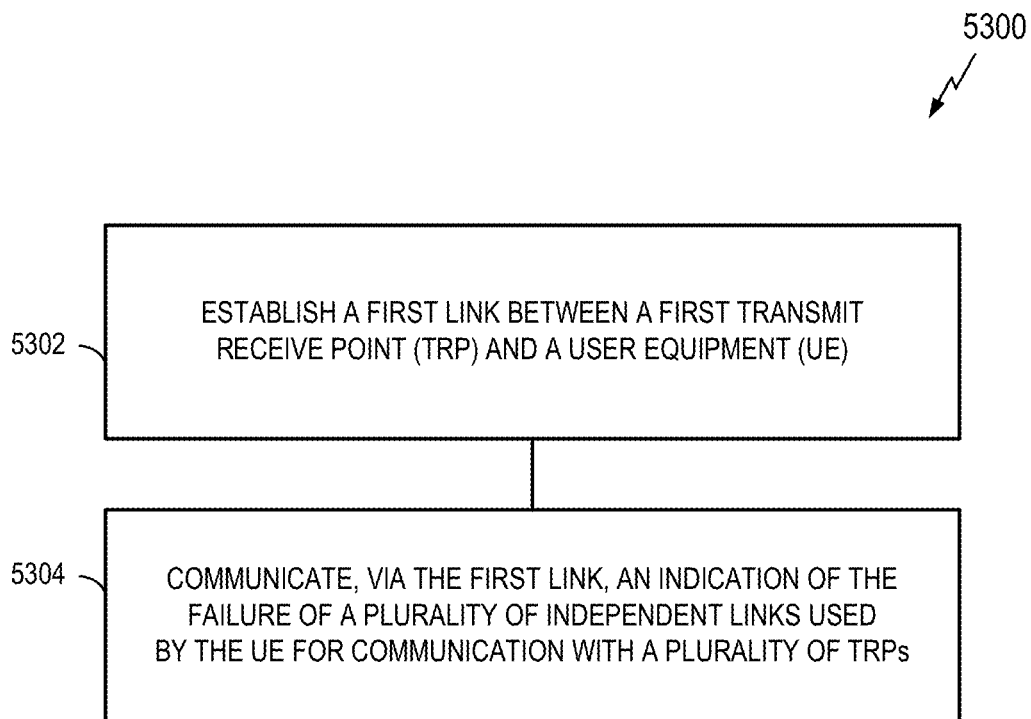 5300
5302
ESTABLISH A FIRST LINK BETWEEN A FIRST TRANSMIT
RECEIVE POINT (TRP) AND A USER EQUIPMENT (UE)
5304
COMMUNICATE, VIA THE FIRST LINK, AN INDICATION OF THE
FAILURE OF A PLURALITY OF INDEPENDENT LINKS USED
BY THE UE FOR COMMUNICATION WITH A PLURALITY OF TRPs